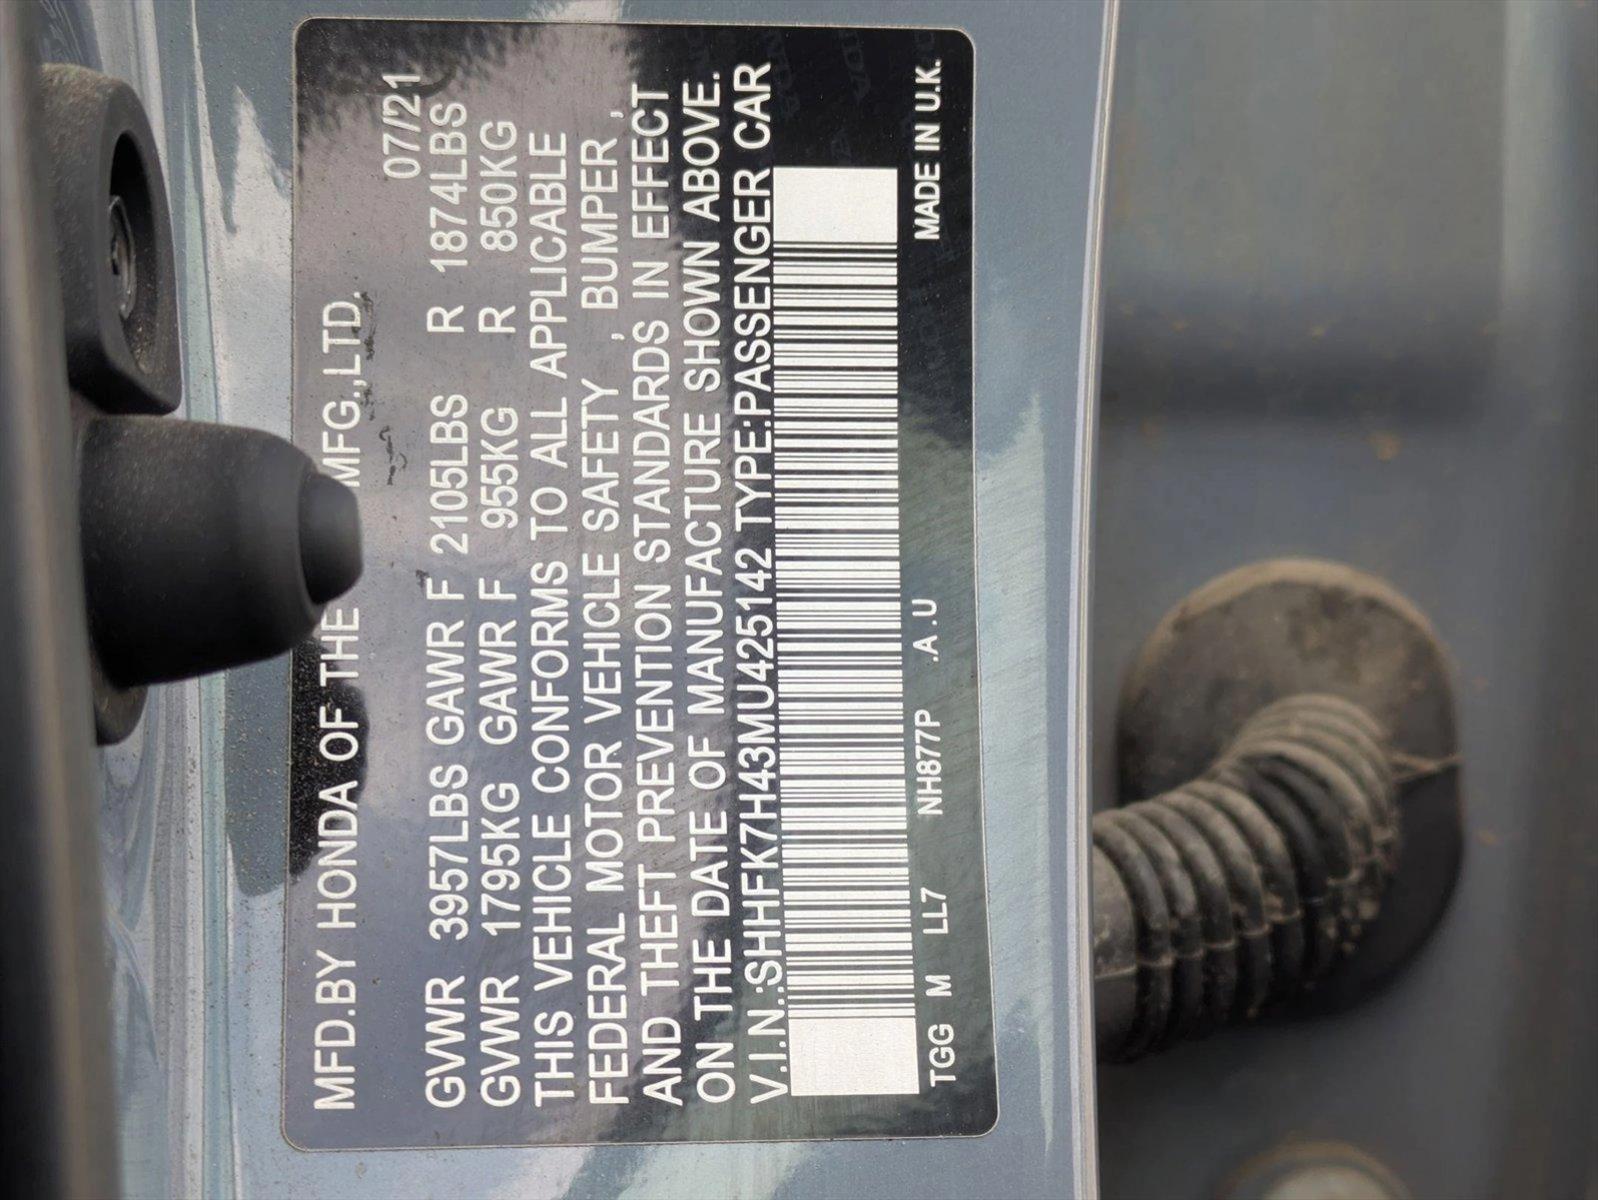 MFD.BY HONDA OF THE MFG.,LTD. 07/21
GVWR 3957LBS GAWR F 2105LBS R 1874LBS
GVWR 1795KG GAWR F 955KG R 850KG
THIS VEHICLE CONFORMS TO ALL APPLICABLE
FEDERAL MOTOR VEHICLE SAFETY , BUMPER ,
AND THEFT PREVENTION STANDARDS IN EFFECT
ON THE DATE OF MANUFACTURE SHOWN ABOVE.
V.I.N.:SHHFK7H43MU425142 TYPE:PASSENGER CAR
TGG M LL7 NH877P .A.U MADE IN U.K.